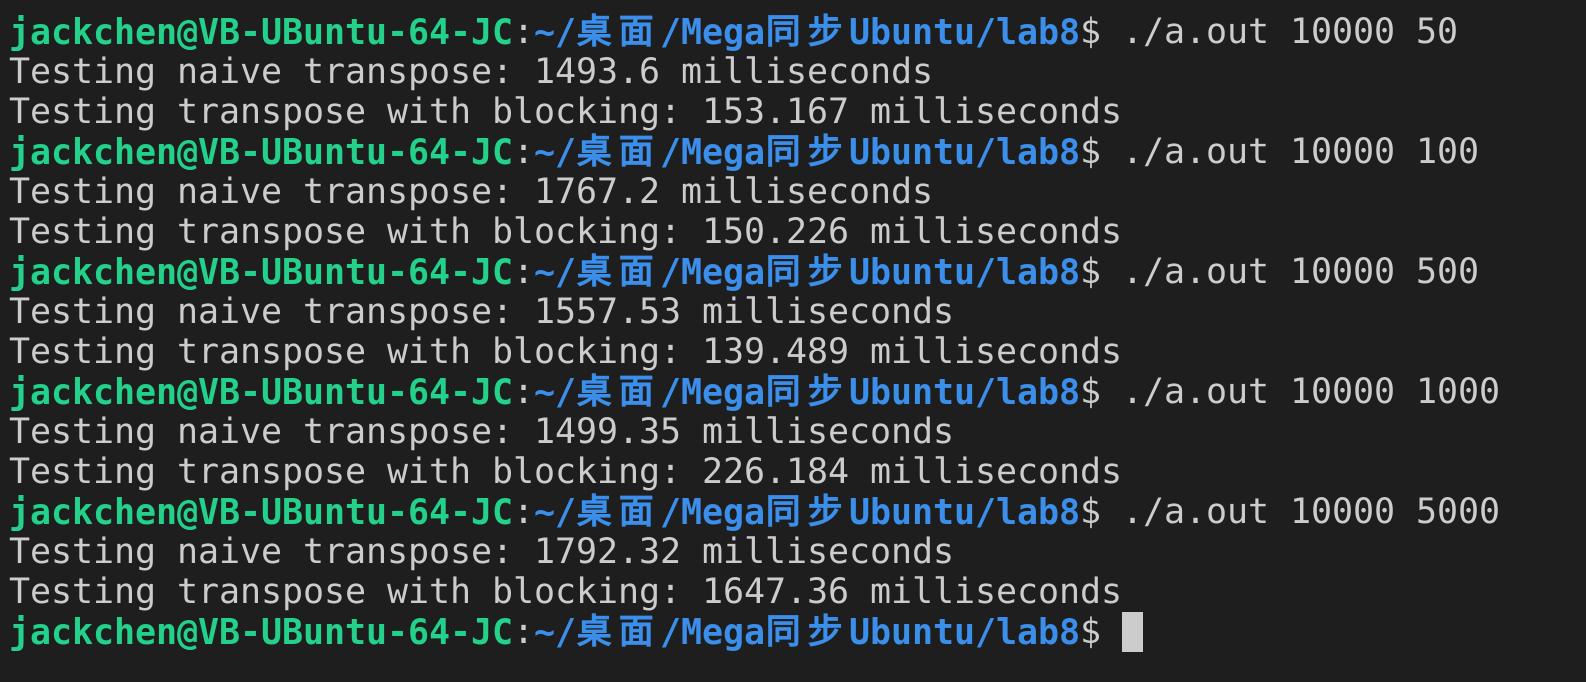 jackchen@VB-UBuntu-64-JC:~/桌面/Mega同步Ubuntu/lab8$ ./a.out 10000 50
Testing naive transpose: 1493.6 milliseconds
Testing transpose with blocking: 153.167 milliseconds
jackchen@VB-UBuntu-64-JC:~/桌面/Mega同步Ubuntu/lab8$ ./a.out 10000 100
Testing naive transpose: 1767.2 milliseconds
Testing transpose with blocking: 150.226 milliseconds
jackchen@VB-UBuntu-64-JC:~/桌面/Mega同步Ubuntu/lab8$ ./a.out 10000 500
Testing naive transpose: 1557.53 milliseconds
Testing transpose with blocking: 139.489 milliseconds
jackchen@VB-UBuntu-64-JC:~/桌面/Mega同步Ubuntu/lab8$ ./a.out 10000 1000
Testing naive transpose: 1499.35 milliseconds
Testing transpose with blocking: 226.184 milliseconds
jackchen@VB-UBuntu-64-JC:~/桌面/Mega同步Ubuntu/lab8$ ./a.out 10000 5000
Testing naive transpose: 1792.32 milliseconds
Testing transpose with blocking: 1647.36 milliseconds
jackchen@VB-UBuntu-64-JC:~/桌面/Mega同步Ubuntu/lab8$